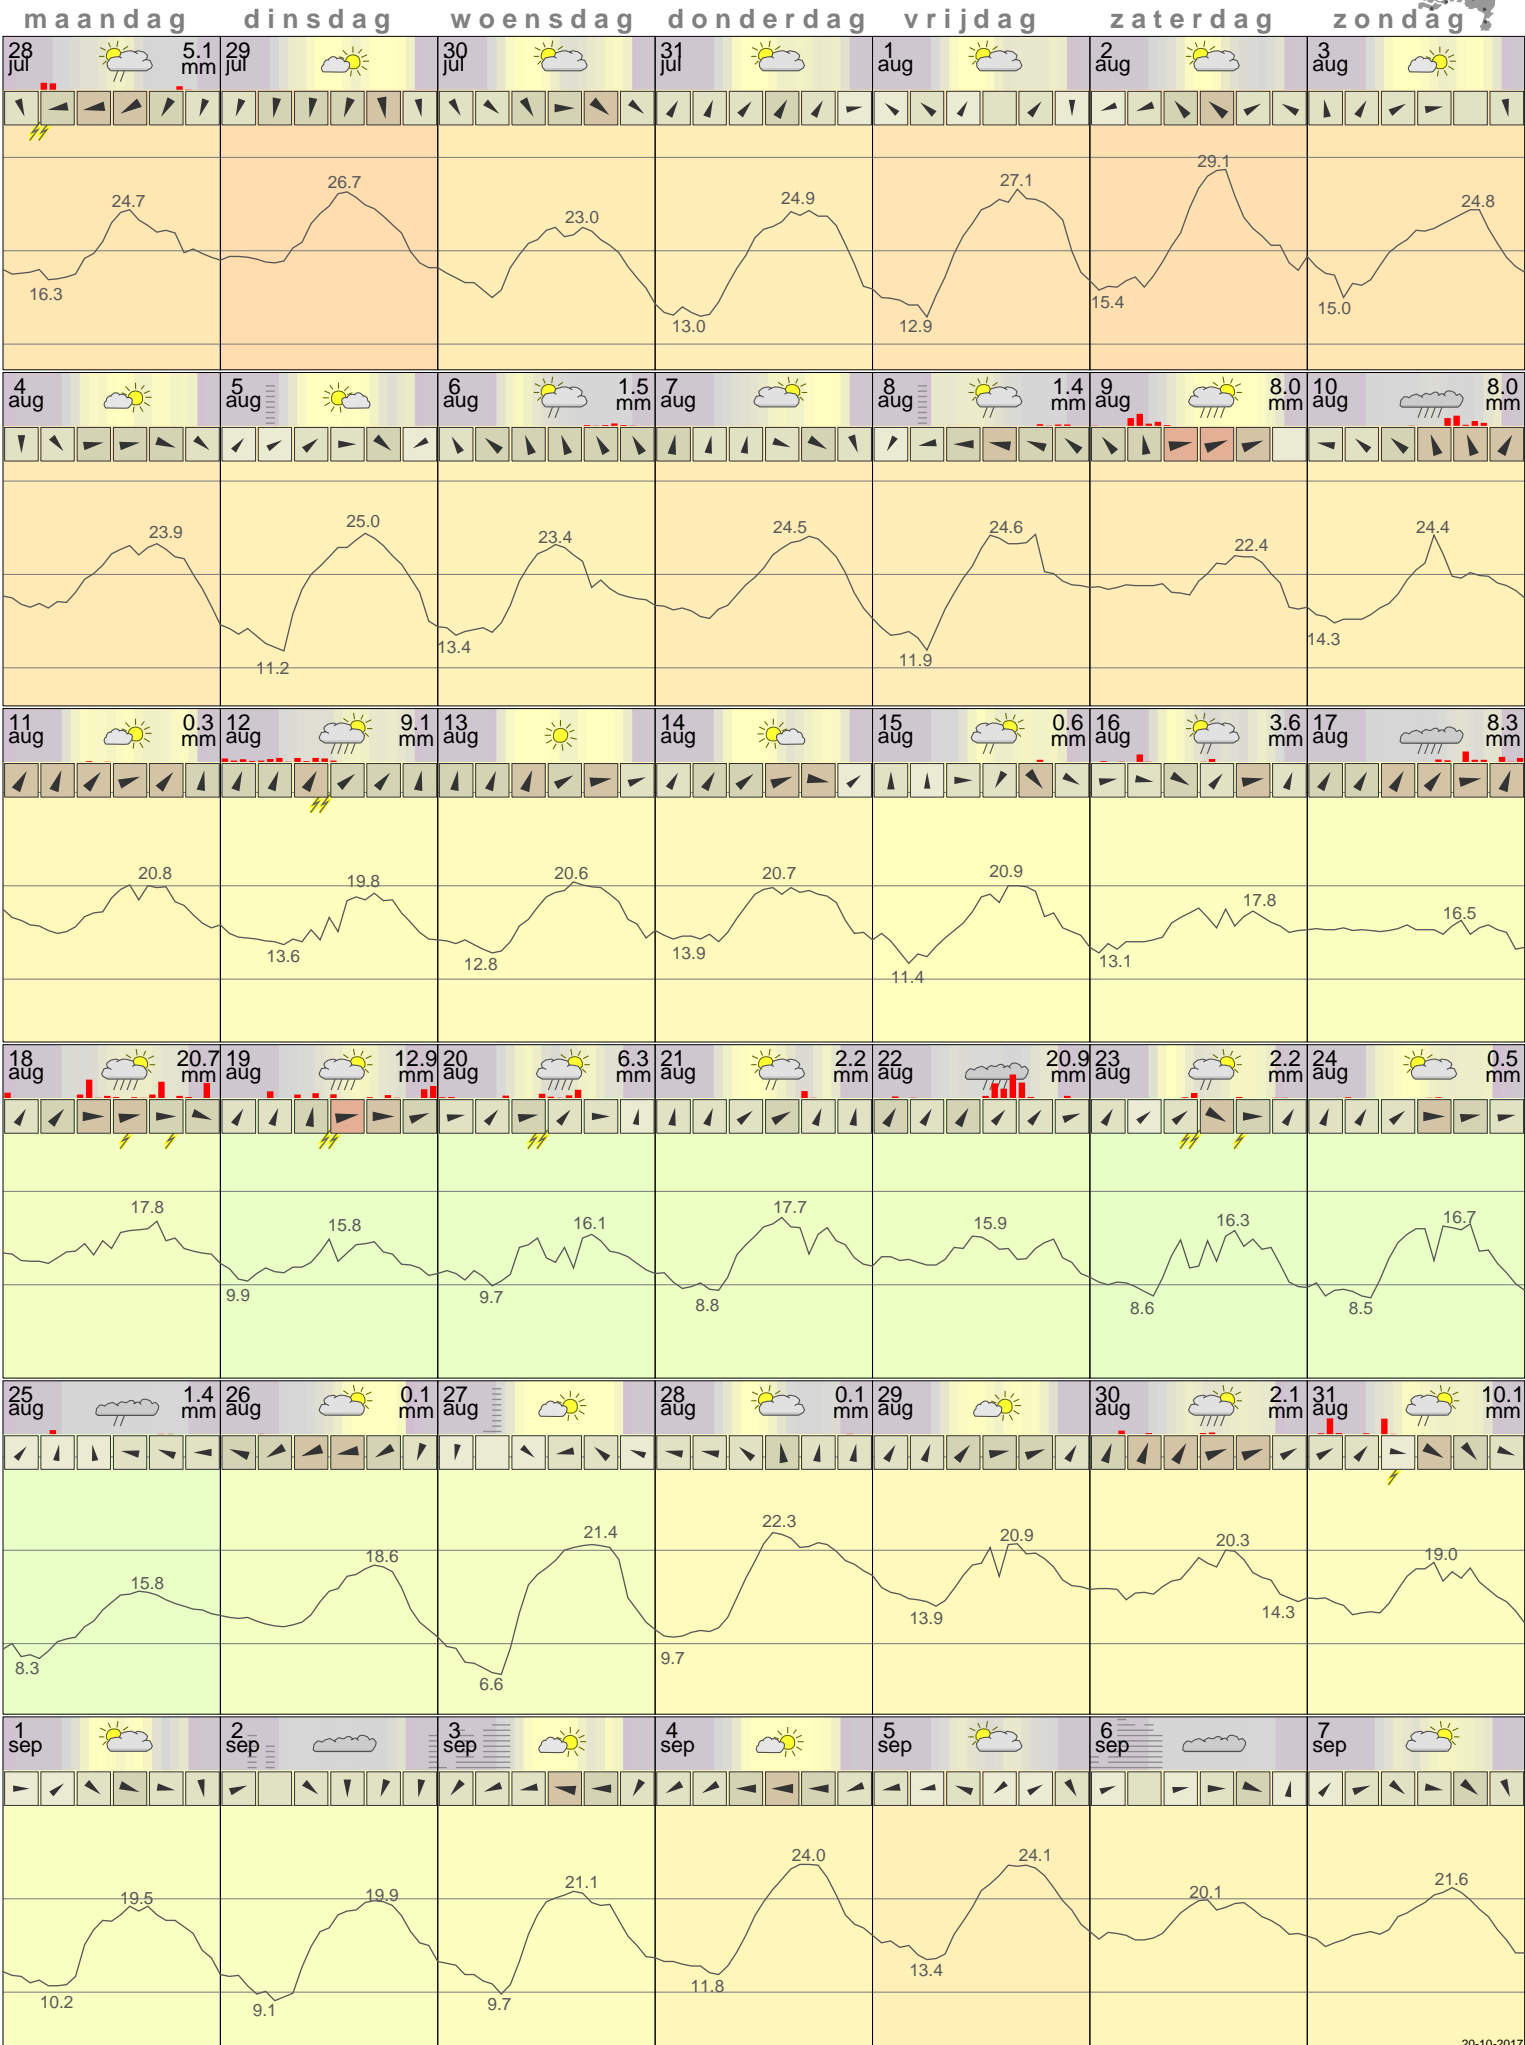 maandag dinsdag woensdag donderdag vrijdag zaterdag zondag
28 5.1 29 30 31 1 2 3
jul mm jul jul jul aug aug aug
24.7 26.7 23.0 24.9 27.1 29.1 24.8
16.3 13.0 12.9 15.4 15.0
4 5 6 1.5 7 8 1.4 9 8.0 10 8.0
aug aug aug mm aug aug mm aug mm aug mm
23.9 25.0 23.4 24.5 24.6 22.4 24.4
11.2 13.4 11.9 14.3
11 0.3 12 9.1 13 14 15 0.6 16 3.6 17 8.3
aug mm aug mm aug aug aug mm aug mm aug mm
20.8 19.8 20.6 20.7 20.9 17.8 16.5
13.6 12.8 13.9 11.4 13.1
18 20.7 19 12.9 20 6.3 21 2.2 22 20.9 23 2.2 24 0.5
aug mm aug mm aug mm aug mm aug mm aug mm aug mm
17.8 15.8 16.1 17.7 15.9 16.3 16.7
9.9 9.7 8.8 8.6 8.5
25 1.4 26 0.1 27 28 0.1 29 30 2.1 31 10.1
aug mm aug mm aug aug mm aug aug mm aug mm
15.8 18.6 21.4 22.3 20.9 20.3 19.0
8.3 6.6 9.7 13.9 14.3
1 2 3 4 5 6 7
sep sep sep sep sep sep sep
19.5 19.9 21.1 24.0 24.1 20.1 21.6
10.2 9.1 9.7 11.8 13.4
20-10-2017